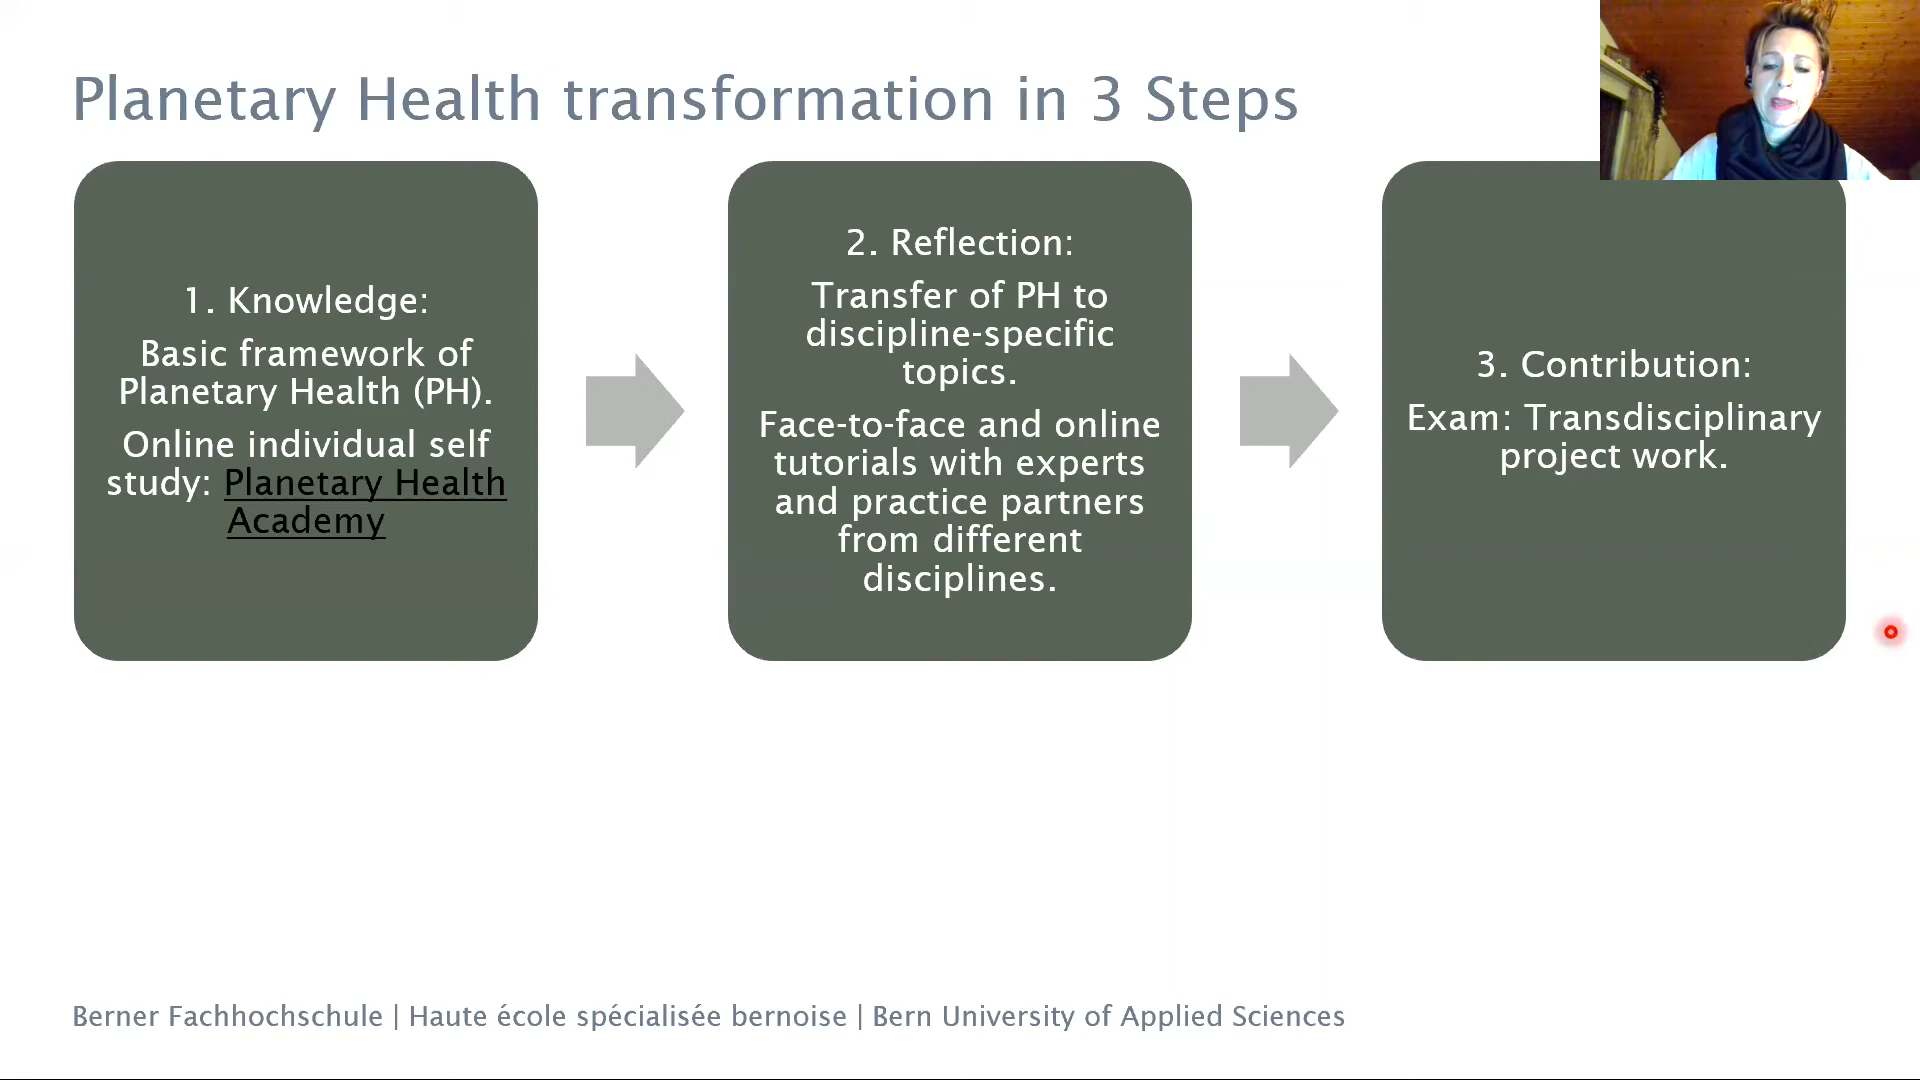 Planetary Health transformation in 3 Steps
1. Knowledge:
Basic framework of
Planetary Health (PH).
Online individual self
study: Planetary Health
Academy
2. Reflection:
Transfer of PH to
discipline-specific
topics.
Face-to-face and online
tutorials with experts
and practice partners
from different
disciplines.
3. Contribution:
Exam: Transdisciplinary
project work.
Berner Fachhochschule | Haute école spécialisée bernoise | Bern University of Applied Sciences